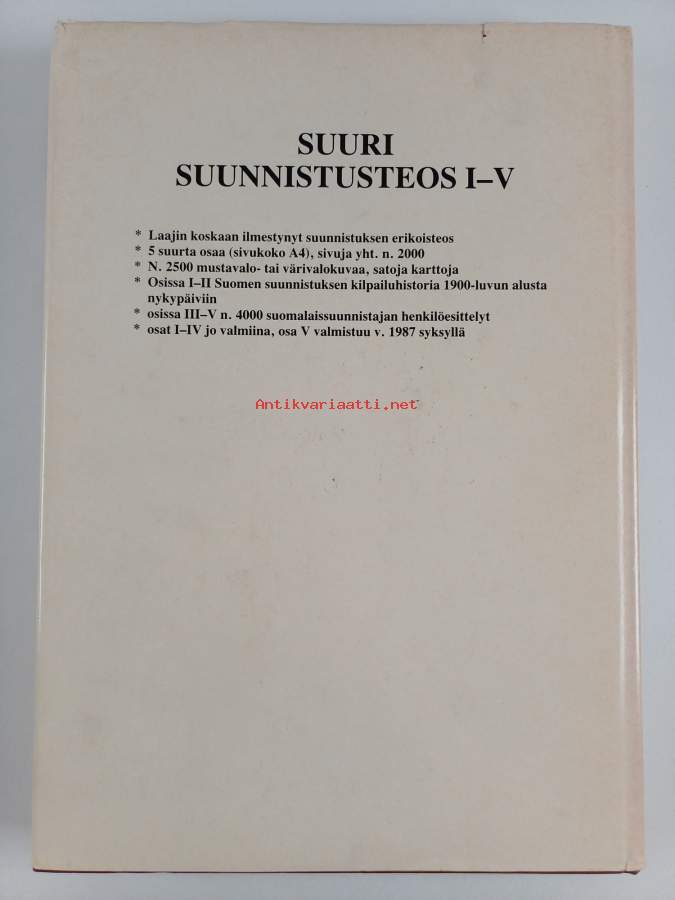 SUURI
SUUNNISTUSTEOS I–V
* Laajin koskaan ilmestynyt suunnistuksen erikoisteos
* 5 suurta osaa (sivukoko A4), sivuja yht. n. 2000
* N. 2500 mustavalo- tai värivalokuvaa, satoja karttoja
* Osissa I–II Suomen suunnistuksen kilpailuhistoria 1900-luvun alusta
nykypäiviin
* osissa III–V n. 4000 suomalaissuunnistajan henkilöesittelyt
* osat I–IV jo valmiina, osa V valmistuu v. 1987 syksyllä
Antikvariaatti.net